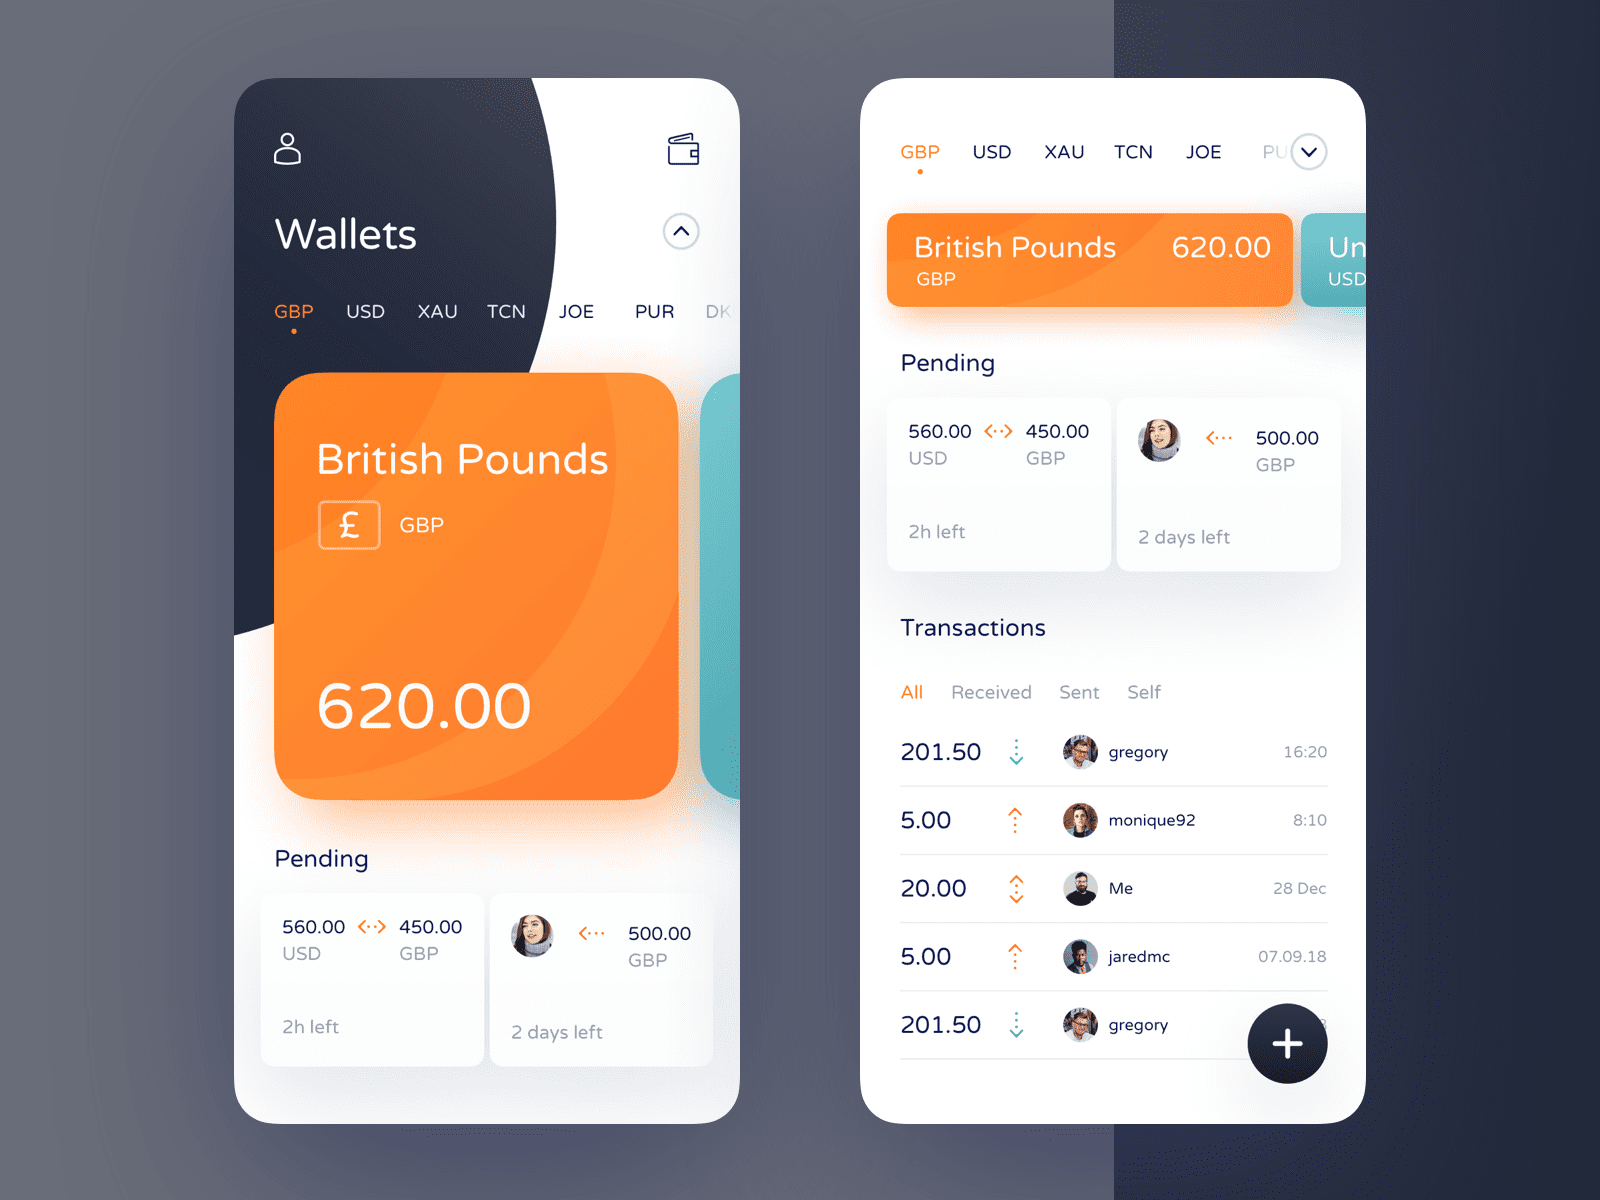 Wallets
GBP USD XAU TCN JOE PUR DK
British Pounds
£ GBP
620.00
Pending
560.00 450.00
USD GBP
2h left
500.00
GBP
2 days left
GBP USD XAU TCN JOE PU
British Pounds 620.00
GBP
Un
USD
Pending
560.00 450.00
USD GBP
2h left
500.00
GBP
2 days left
Transactions
All Received Sent Self
201.50 gregory 16:20
5.00 monique92 8:10
20.00 Me 28 Dec
5.00 jaredmc 07.09.18
201.50 gregory